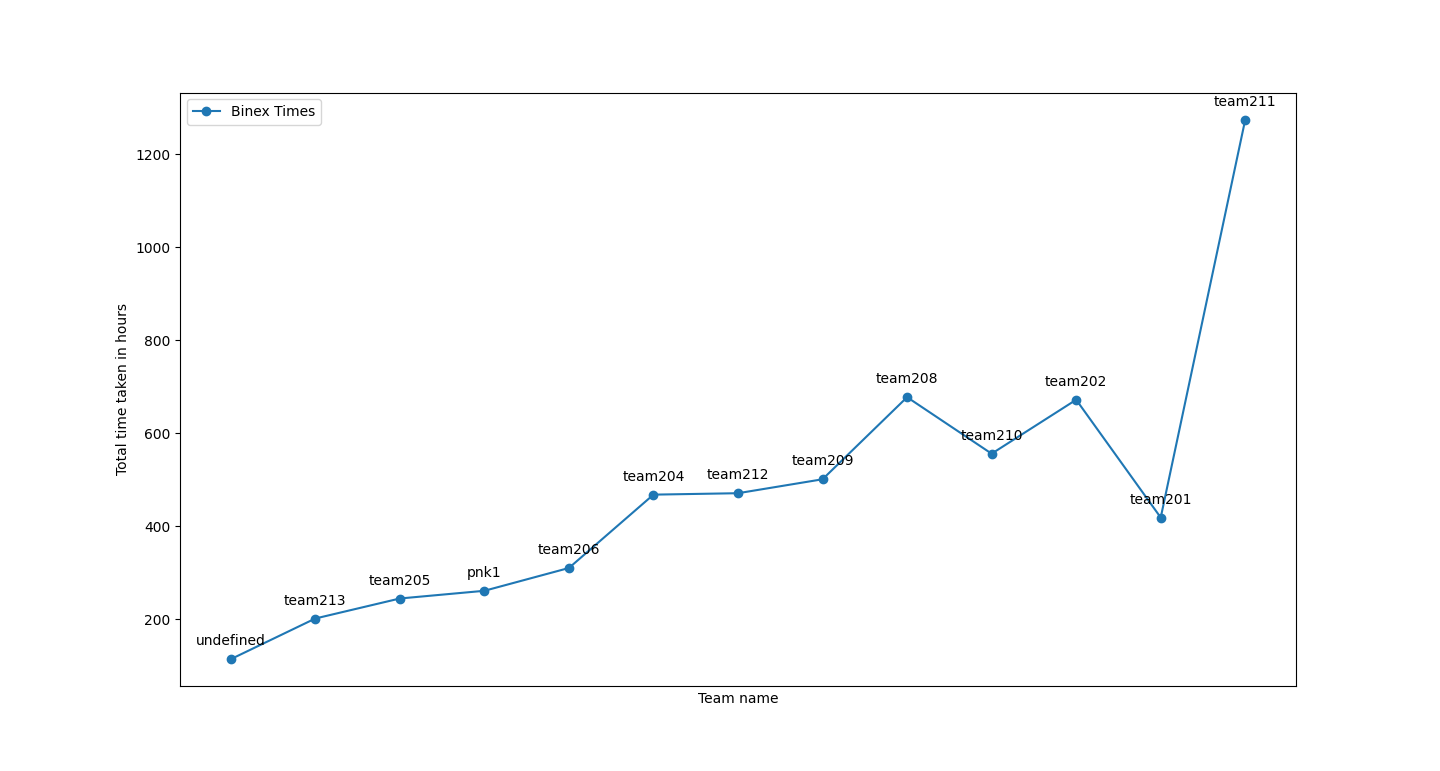 Binex Times
team211
1200
1000
800
600
400
200
Total time taken in hours
team208
team202
team210
team209
team204
team212
team201
team206
pnk1
team205
team213
undefined
Team name